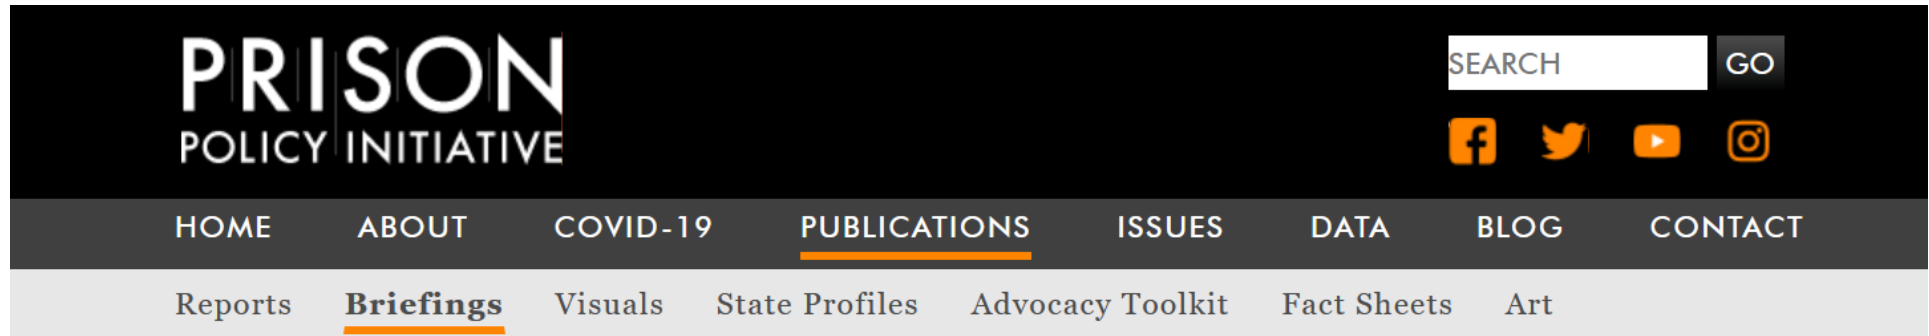 PRISON
POLICY INITIATIVE
SEARCH GO
HOME ABOUT COVID-19 PUBLICATIONS ISSUES DATA BLOG CONTACT
Reports Briefings Visuals State Profiles Advocacy Toolkit Fact Sheets Art